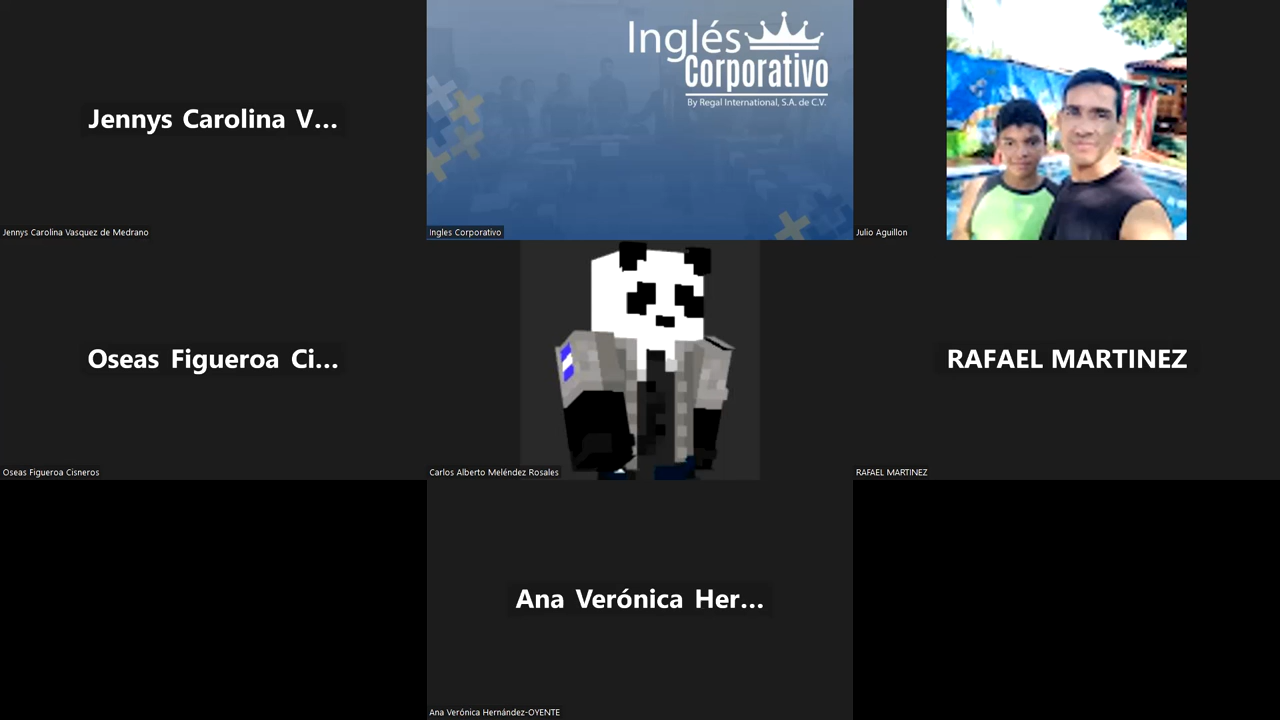 Jennys Carolina V...
Jennys Carolina Vasquez de Medrano
Inglés
Corporativo
By Regal International, S.A. de C.V.
Ingles Corporativo
Julio Aguillon
Oseas Figueroa Ci...
Oseas Figueroa Cisneros
Carlos Alberto Meléndez Rosales
RAFAEL MARTINEZ
RAFAEL MARTINEZ
Ana Verónica Her...
Ana Verónica Hernández-OYENTE